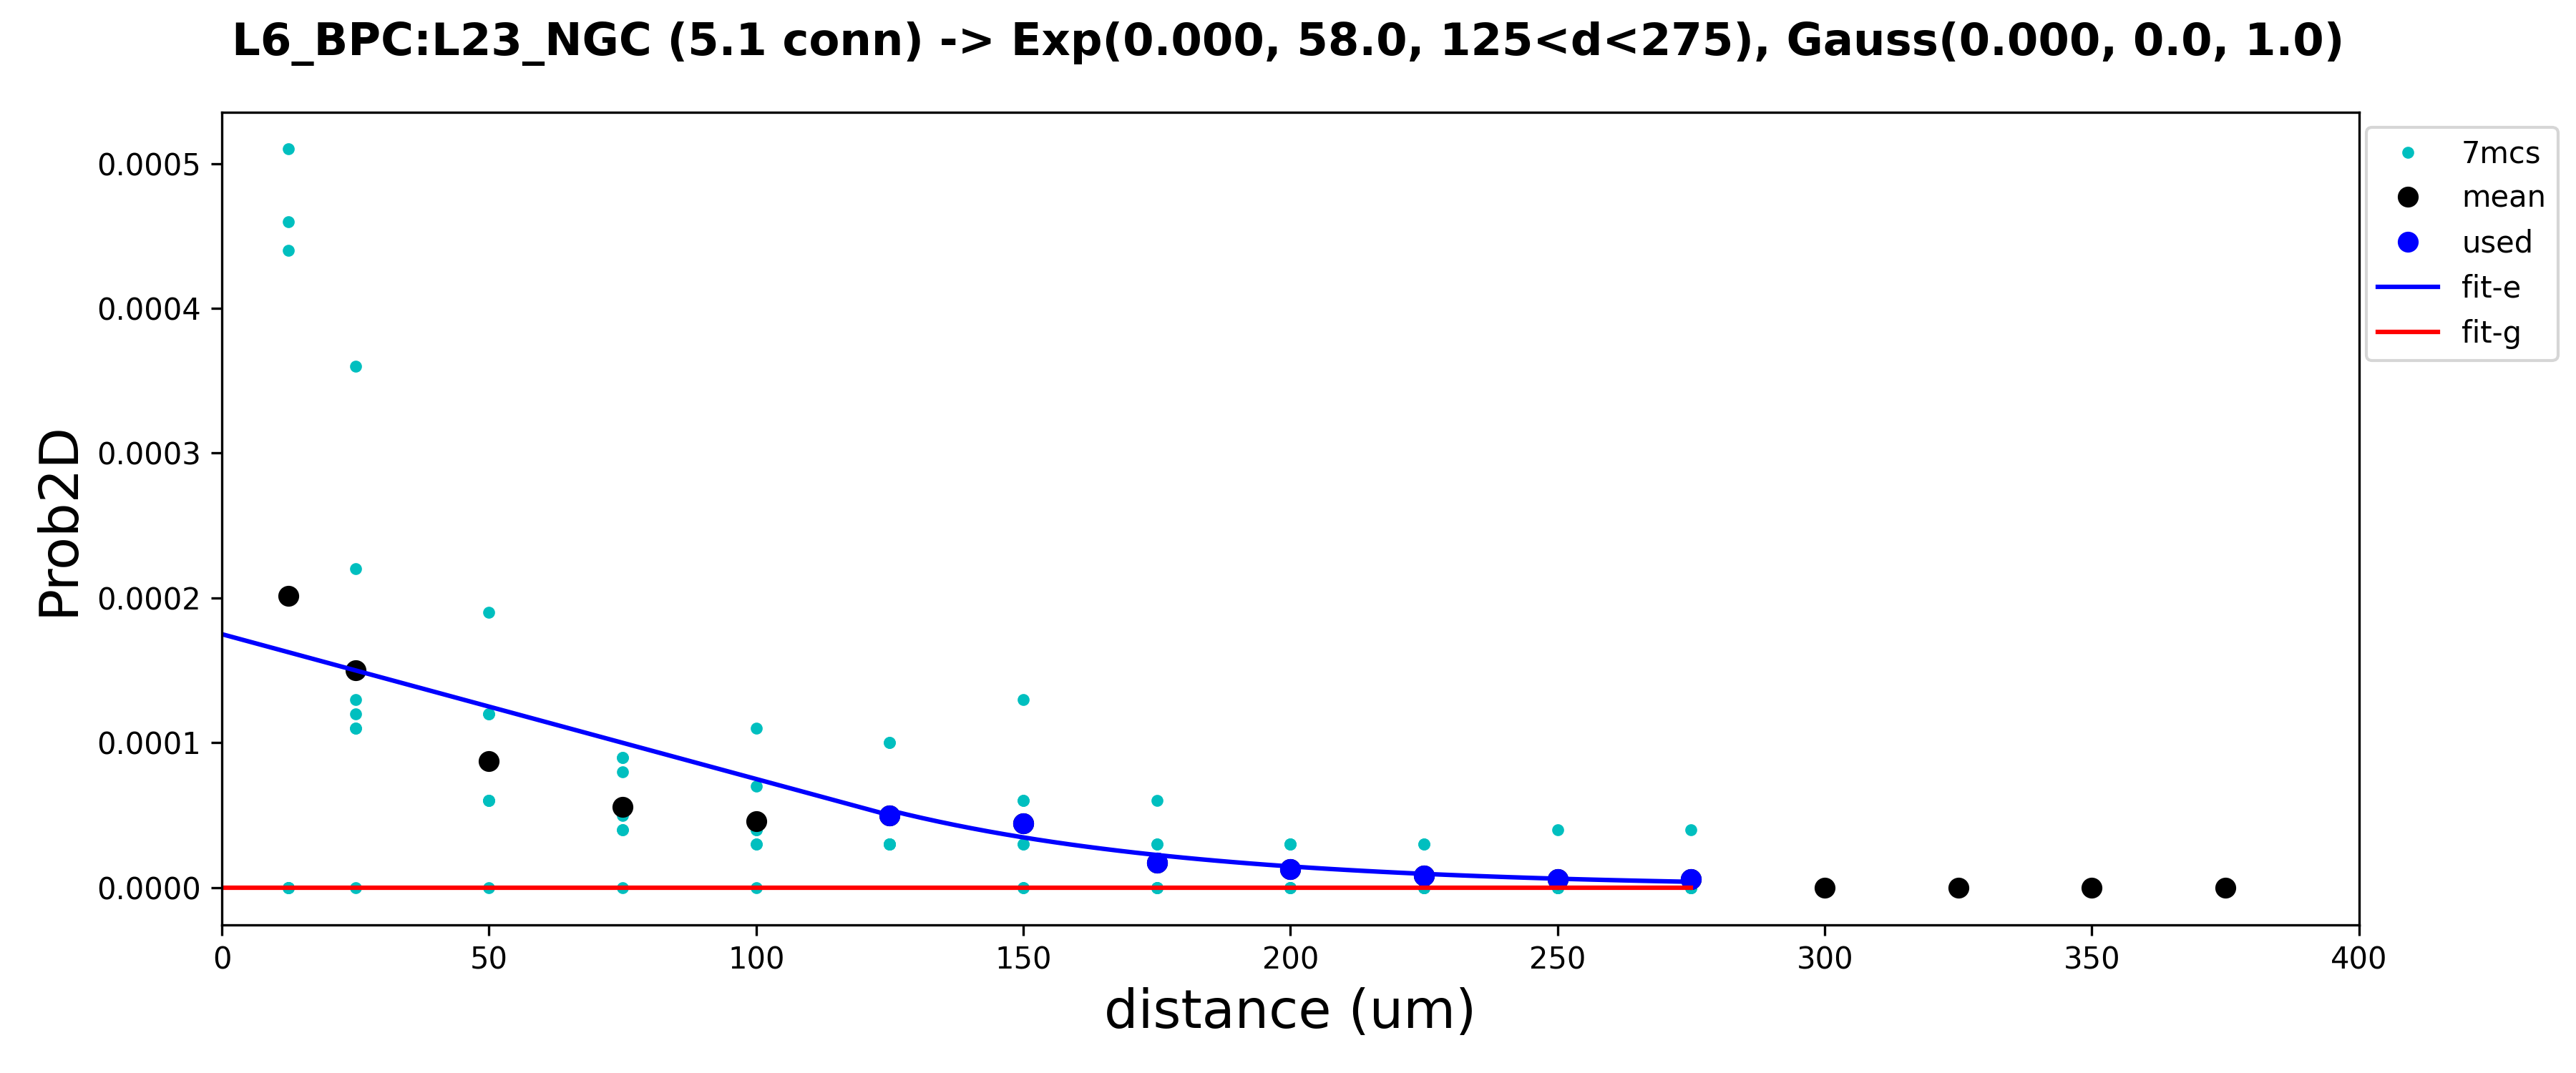 L6_BPC:L23_NGC (5.1 conn) -> Exp(0.000, 58.0, 125<d<275), Gauss(0.000, 0.0, 1.0)
0.0005
0.0004
0.0003
0.0002
0.0001
0.0000
Prob2D
0 50 100 150 200 250 300 350 400
distance (um)
7mcs
mean
used
fit-e
fit-g